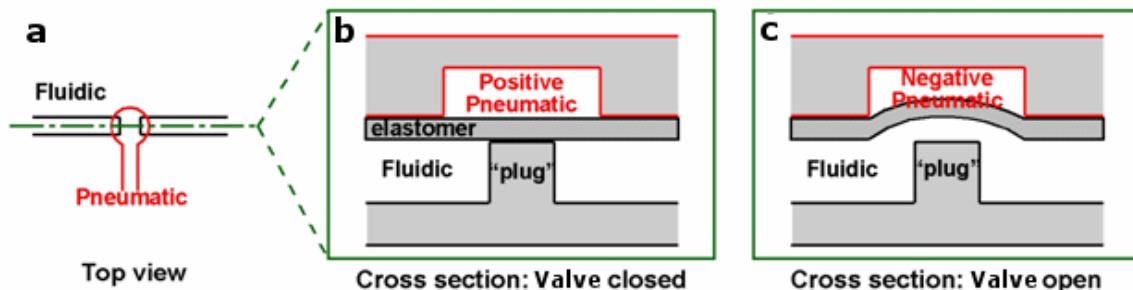 a
Fluidic
Pneumatic
Top view
b
Positive
Pneumatic
elastomer
Fluidic
“plug”
Cross section: Valve closed
c
Negative
Pneumatic
Fluidic
“plug”
Cross section: Valve open